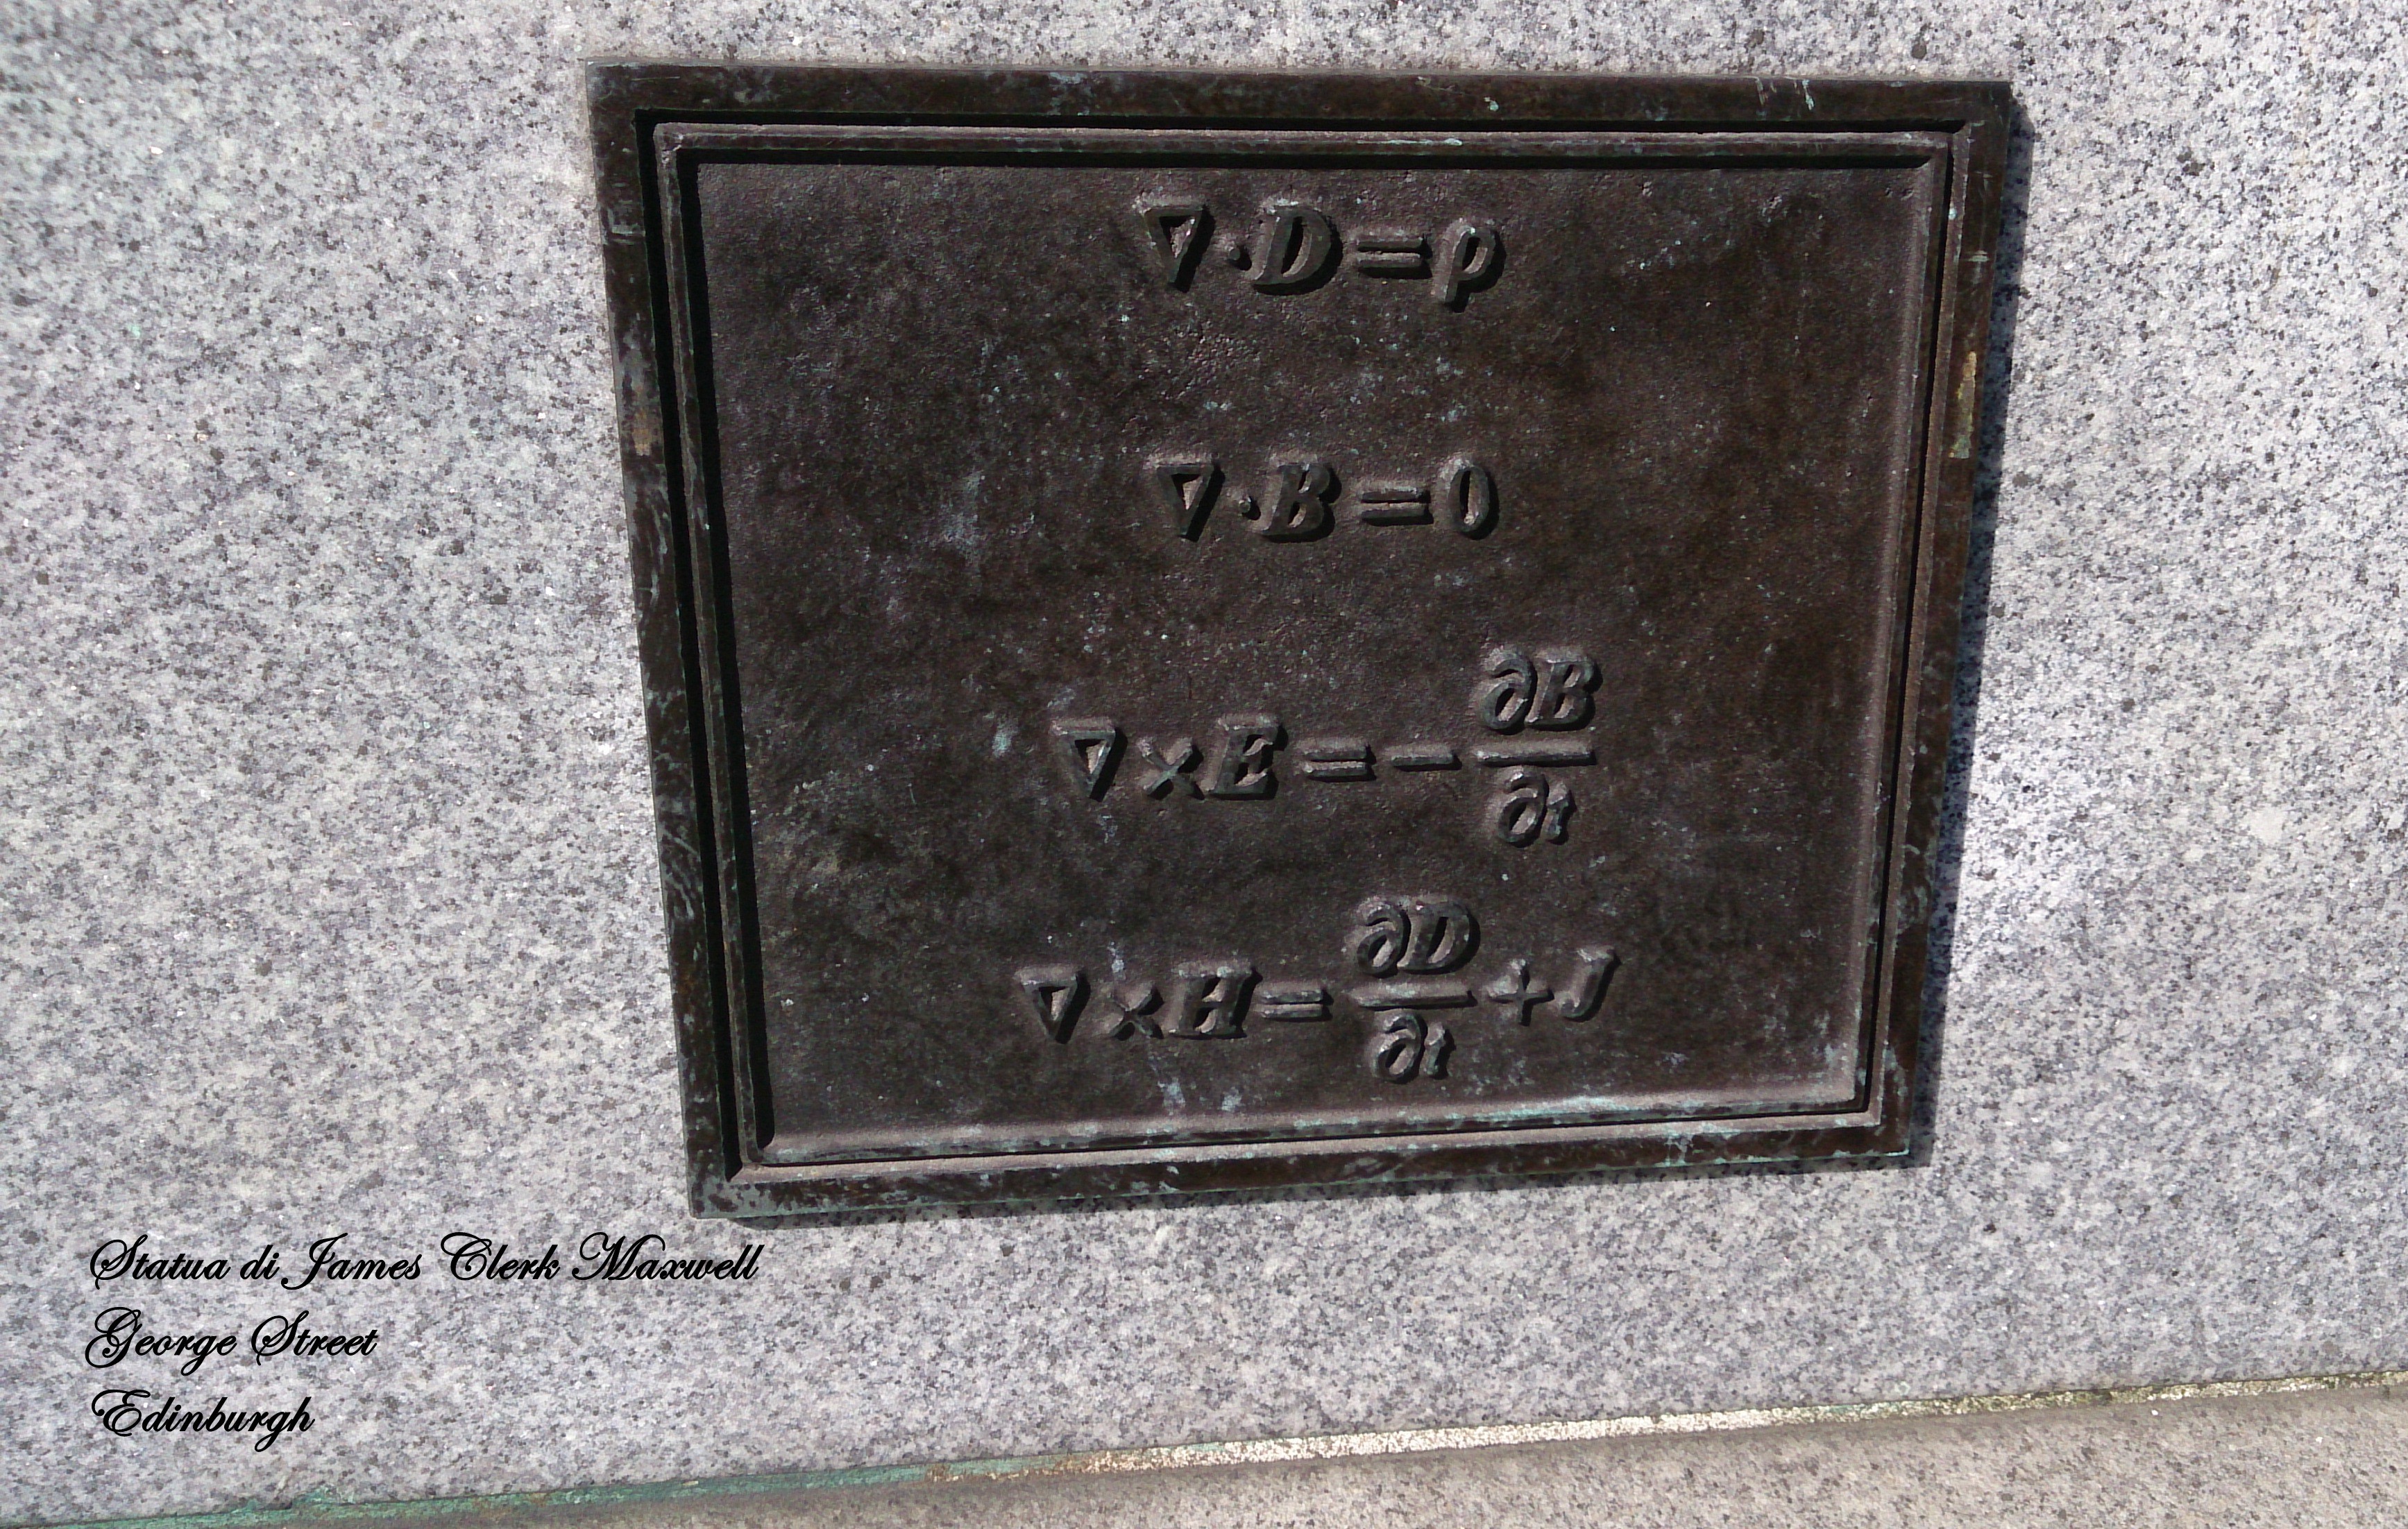 ∇·D=ρ
∇·B=0
∇×E=-∂B/∂t
∇×H=∂D/∂t+J
Statua di James Clerk Maxwell
George Street
Edinburgh